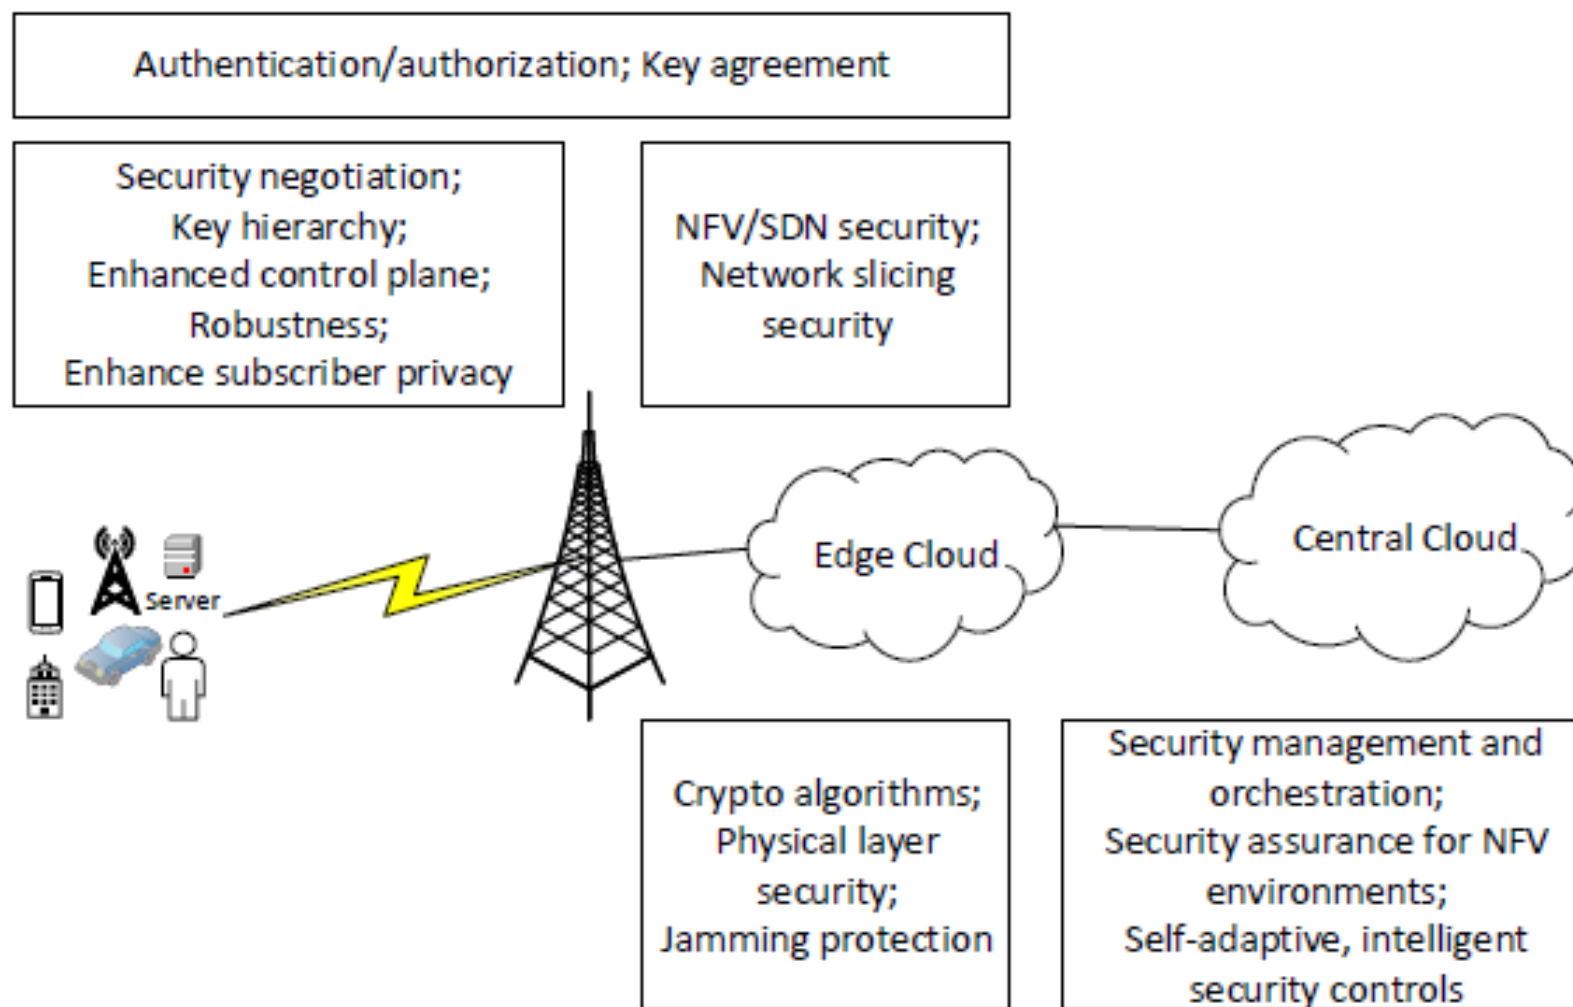 Authentication/authorization; Key agreement
Security negotiation;
Key hierarchy;
Enhanced control plane;
Robustness;
Enhance subscriber privacy
NFV/SDN security;
Network slicing
security
Server
Edge Cloud
Central Cloud
Crypto algorithms;
Physical layer
security;
Jamming protection
Security management and
orchestration;
Security assurance for NFV
environments;
Self-adaptive, intelligent
security controls